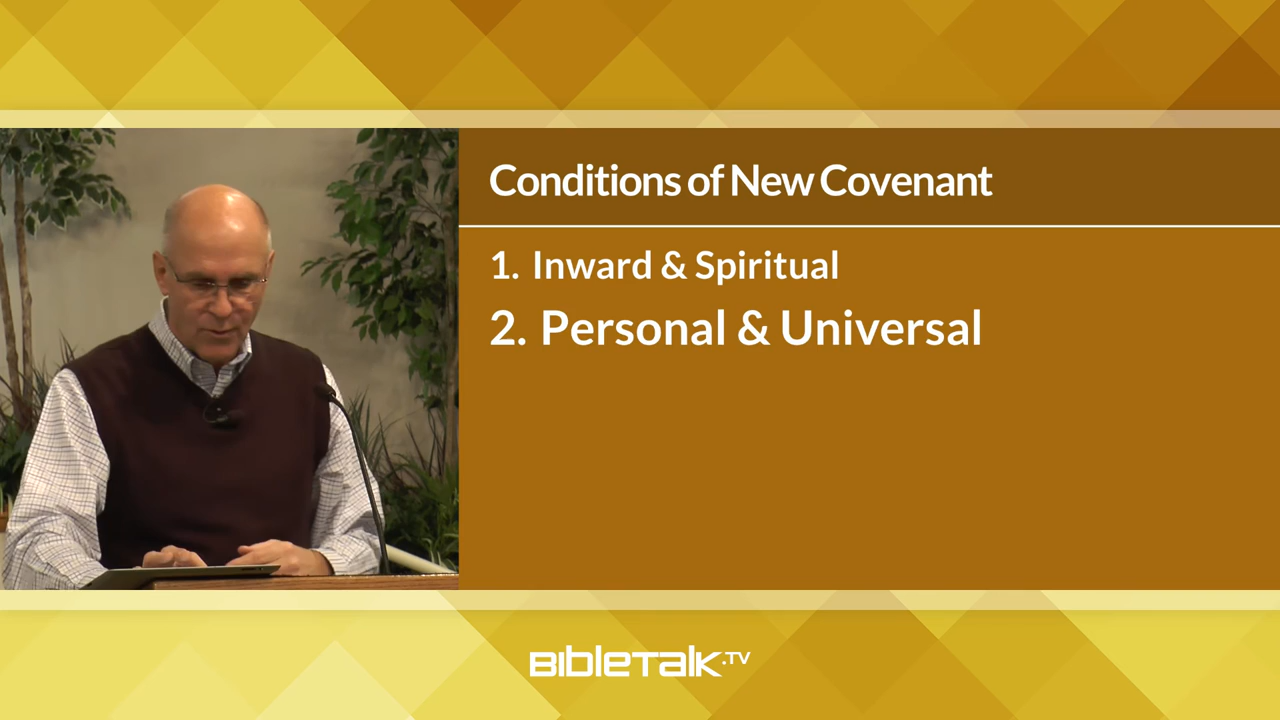 Conditions of New Covenant
1. Inward & Spiritual
2. Personal & Universal
BIBLETALK.TV